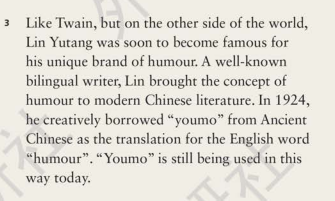 3 Like Twain, but on the other side of the world,
Lin Yutang was soon to become famous for
his unique brand of humour. A well-known
bilingual writer, Lin brought the concept of
humour to modern Chinese literature. In 1924,
he creatively borrowed “youmo” from Ancient
Chinese as the translation for the English word
“humour”. “Youmo” is still being used in this
way today.